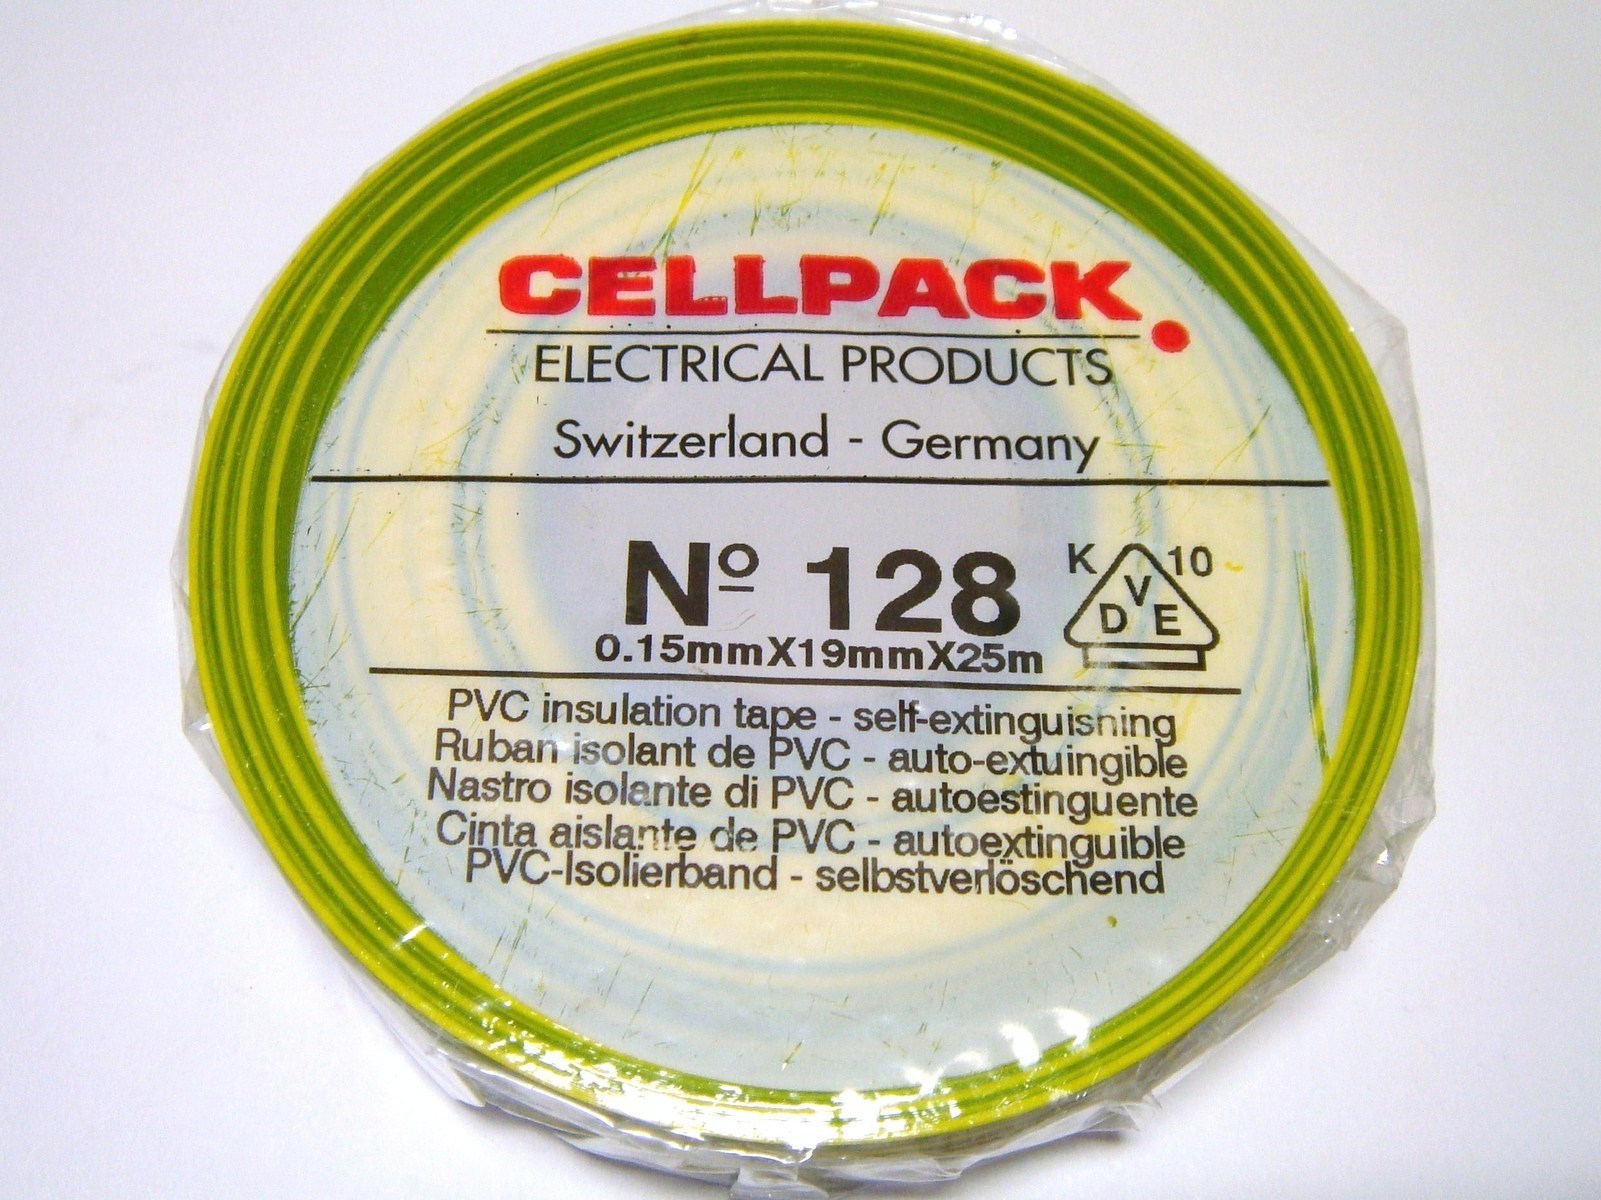 CELLPACK.
ELECTRICAL PRODUCTS
Switzerland - Germany
Nº 128
K VDE 10
0.15mmX19mmX25m
PVC insulation tape - self-extinguisning
Ruban isolant de PVC - auto-extuingible
Nastro isolante di PVC - autoestinguente
Cinta aislante de PVC - autoextinguible
PVC-Isolierband - selbstverlöschend